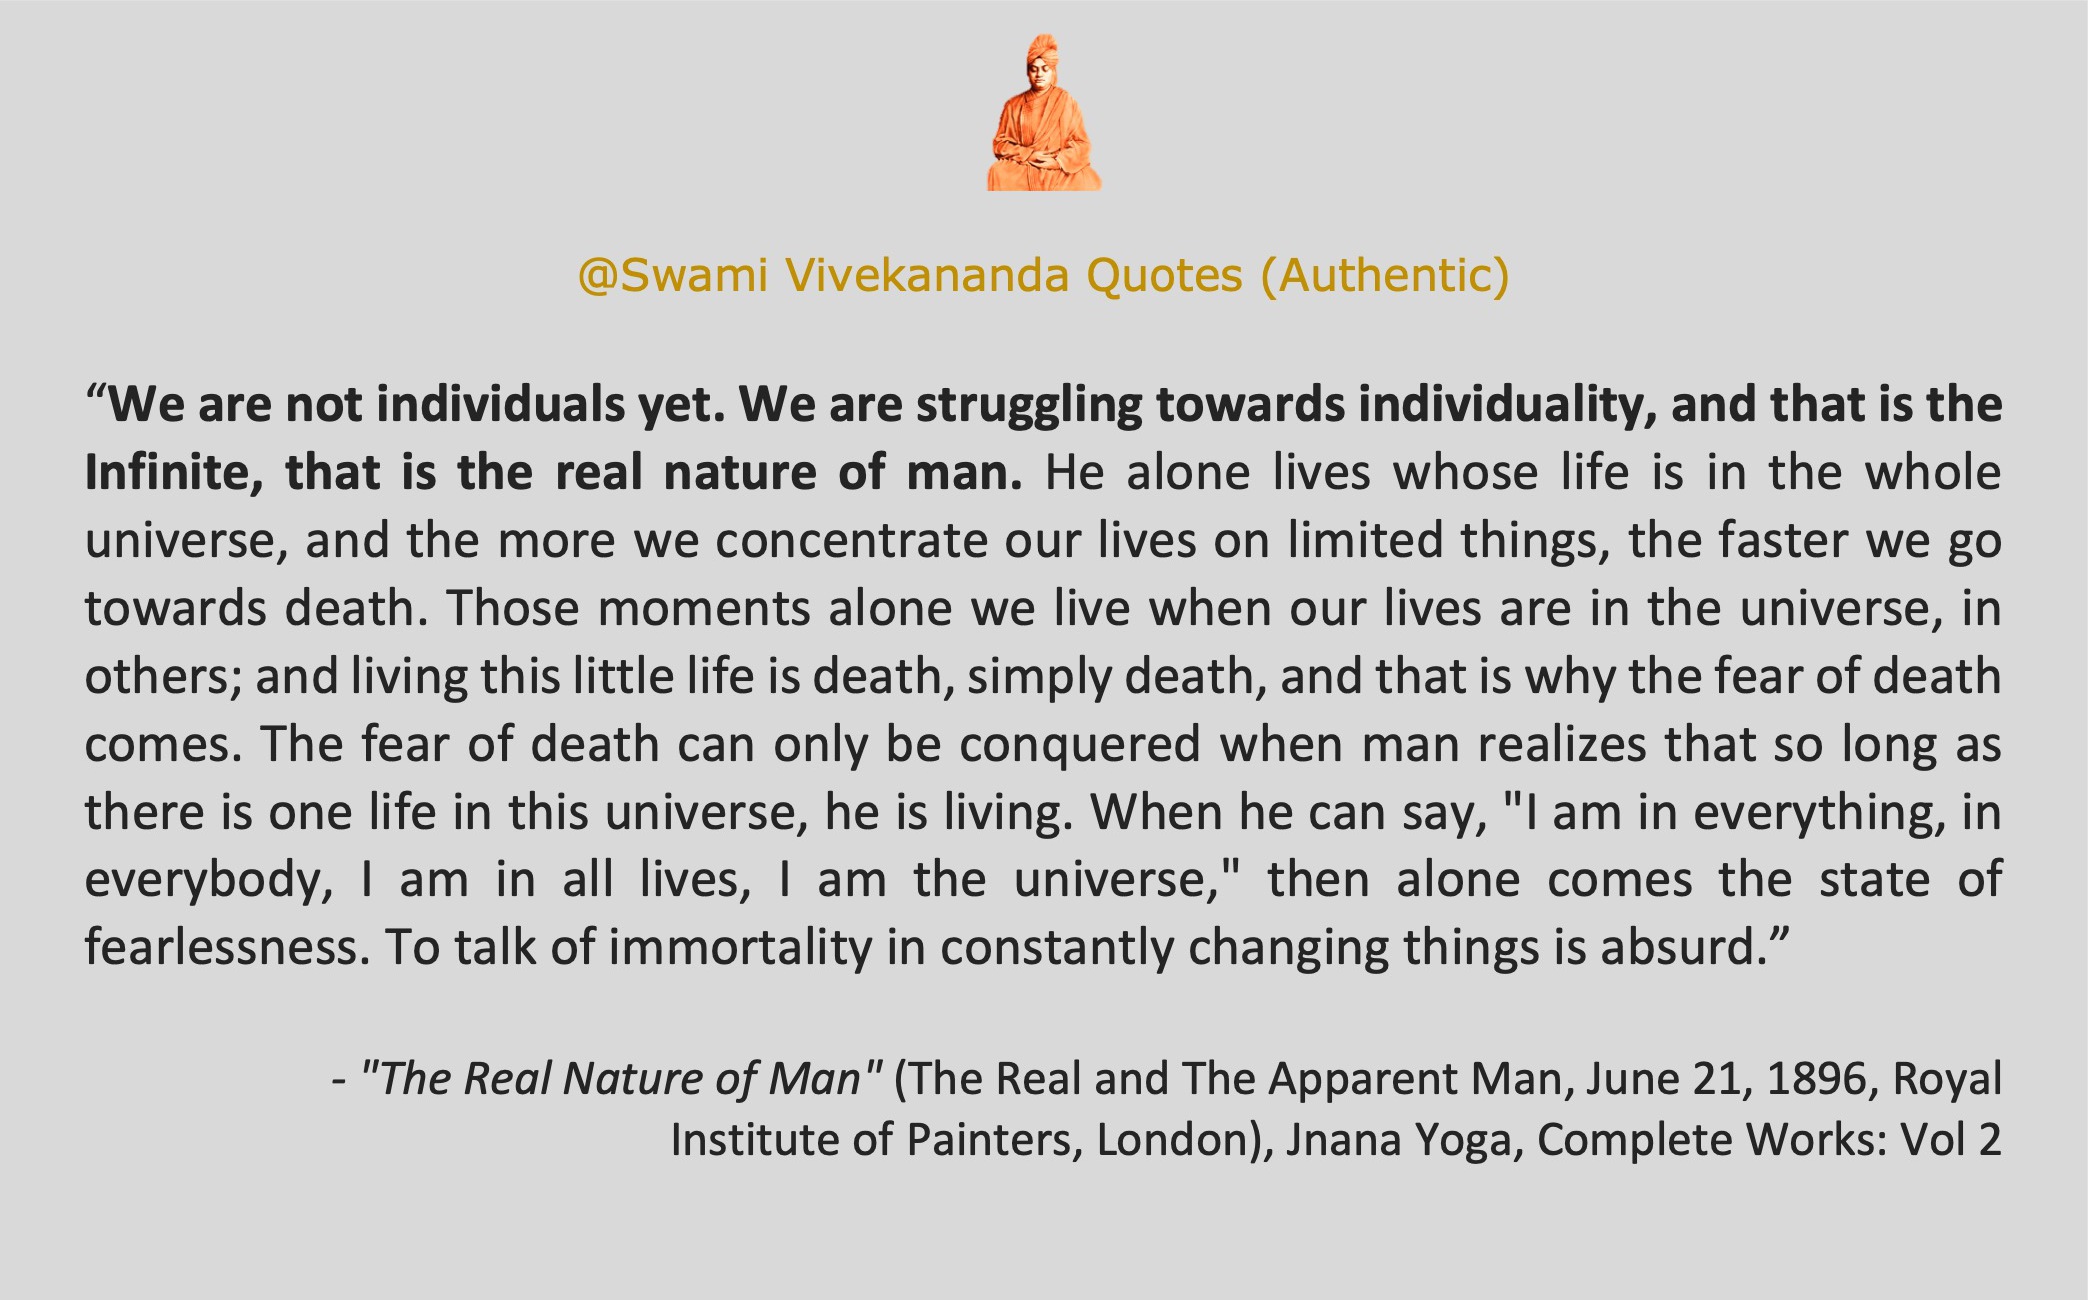 @Swami Vivekananda Quotes (Authentic)
“We are not individuals yet. We are struggling towards individuality, and that is the
Infinite, that is the real nature of man. He alone lives whose life is in the whole
universe, and the more we concentrate our lives on limited things, the faster we go
towards death. Those moments alone we live when our lives are in the universe, in
others; and living this little life is death, simply death, and that is why the fear of death
comes. The fear of death can only be conquered when man realizes that so long as
there is one life in this universe, he is living. When he can say, "I am in everything, in
everybody, I am in all lives, I am the universe," then alone comes the state of
fearlessness. To talk of immortality in constantly changing things is absurd.”
- "The Real Nature of Man" (The Real and The Apparent Man, June 21, 1896, Royal
Institute of Painters, London), Jnana Yoga, Complete Works: Vol 2